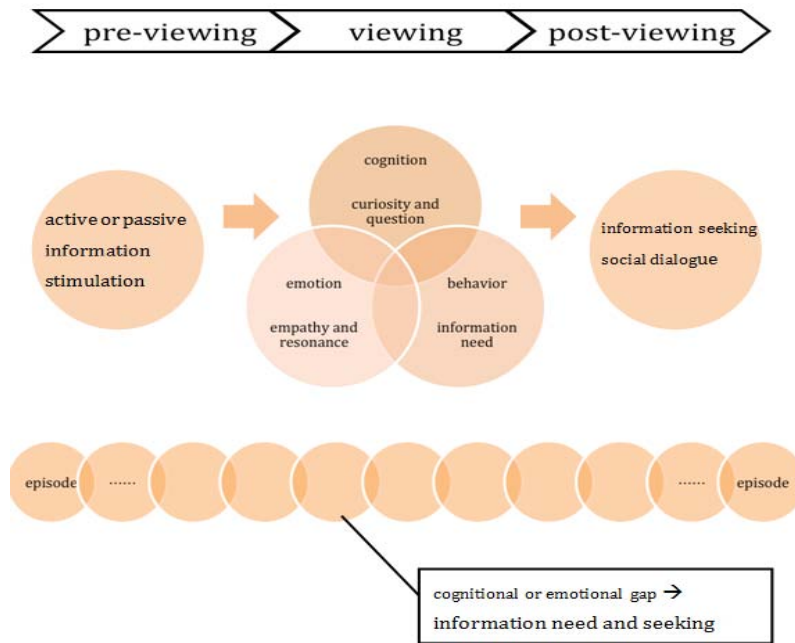 pre-viewing
viewing
post-viewing
active or passive
information
stimulation
cognition
curiosity and
question
emotion
empathy and
resonance
behavior
information
need
information seeking
social dialogue
episode
......
......
episode
cognitional or emotional gap →
information need and seeking